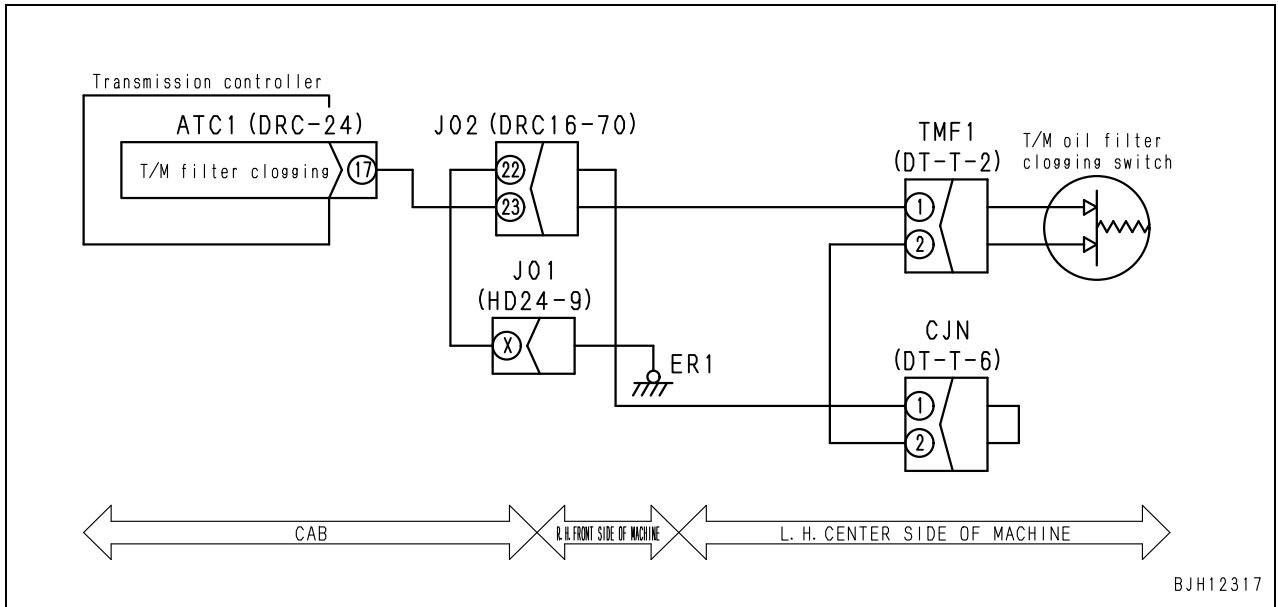 Transmission controller
ATC1 (DRC-24)
T/M filter clogging
17
J02 (DRC16-70)
22
23
J01
(HD24-9)
X
ER1
TMF1
(DT-T-2)
1
2
T/M oil filter
clogging switch
CJN
(DT-T-6)
1
2
CAB
R.H.FRONT SIDE OF MACHINE
L.H. CENTER SIDE OF MACHINE
BJH12317